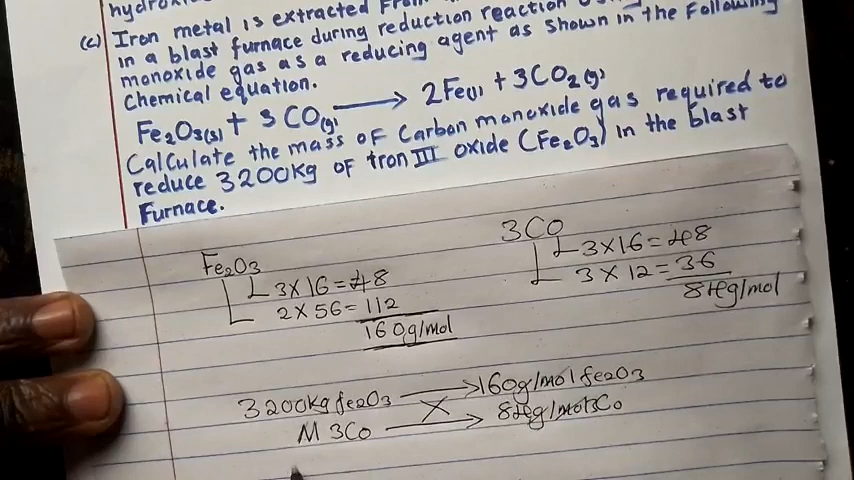 hydrox
(c) Iron metal is extracted From
in a blast furnace during reduction reaction
monoxide gas as a reducing agent as shown in the Following
chemical equation.
Fe₂O₃(s) + 3 CO(g) → 2Fe(l) + 3CO₂(g)
Calculate the mass of Carbon monoxide gas required to
reduce 3200Kg of Iron III oxide (Fe₂O₃) in the blast
Furnace.
Fe₂O₃
3 X 16 = 48
2 X 56 = 112
160g/mol
3CO
3 X 16 = 48
3 X 12 = 36
84g/mol
3200Kg fe₂O₃ → 160g/mol fe₂O₃
X
M 3Co → 84g/mol 3Co